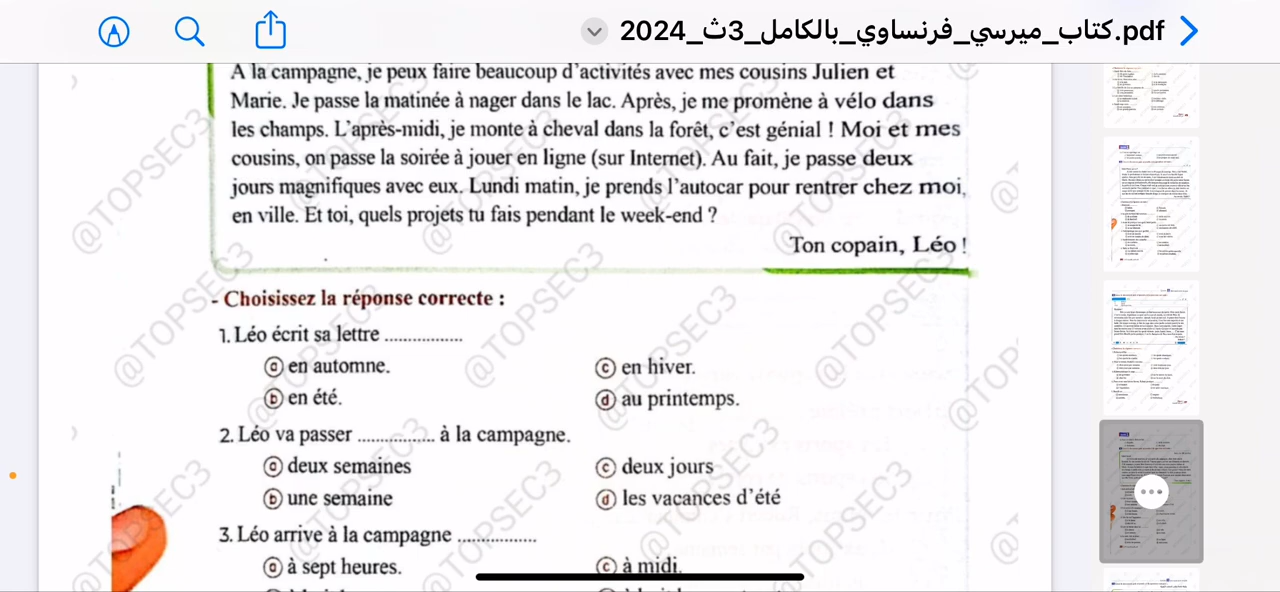 كتاب_ميرسي_فرنساوي_بالكامل_3ث_2024.pdf
A la campagne, je peux faire beaucoup d'activités avec mes cousins Julien et
Marie. Je passe la matinée à nager dans le lac. Après, je me promène à vélo dans
les champs. L'après-midi, je monte à cheval dans la forêt, c'est génial ! Moi et mes
cousins, on passe la soirée à jouer en ligne (sur Internet). Au fait, je passe deux
jours magnifiques avec eux. Lundi matin, je prends l'autocar pour rentrer chez moi,
en ville. Et toi, quels projets tu fais pendant le week-end ?
Ton copain, Léo !
- Choisissez la réponse correcte :
1. Léo écrit sa lettre ................
ⓐ en automne.
ⓒ en hiver.
ⓑ en été.
ⓓ au printemps.
2. Léo va passer ................ à la campagne.
ⓐ deux semaines
ⓒ deux jours
ⓑ une semaine
ⓓ les vacances d'été
3. Léo arrive à la campagne ................
ⓐ à sept heures.
ⓒ à midi.
@TOPSEC3